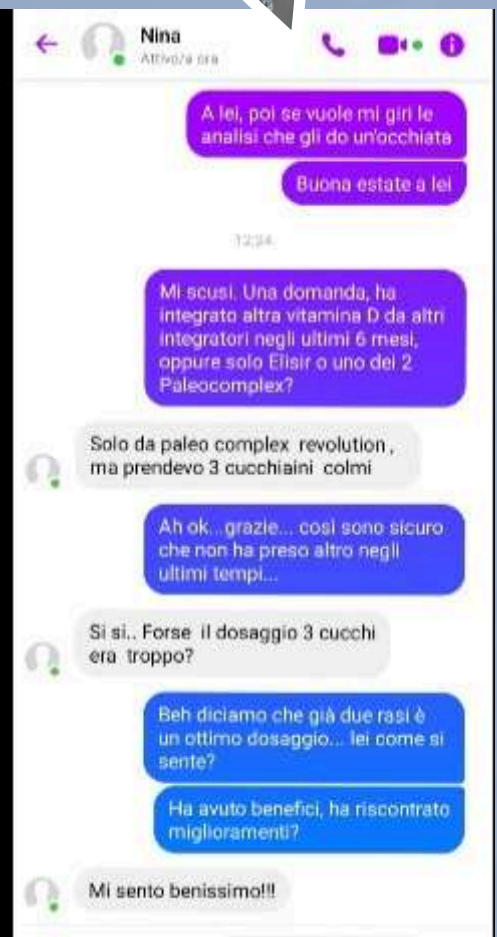 Nina
Attivo/a ora
A lei, poi se vuole mi giri le
analisi che gli do un'occhiata
Buona estate a lei
12:24
Mi scusi. Una domanda, ha
integrato altra vitamina D da altri
integratori negli ultimi 6 mesi,
oppure solo Elisir o uno dei 2
Paleocomplex?
Solo da paleo complex revolution ,
ma prendevo 3 cucchiaini colmi
Ah ok...grazie... così sono sicuro
che non ha preso altro negli
ultimi tempi...
Si si.. Forse il dosaggio 3 cucchi
era troppo?
Beh diciamo che già due rasi è
un ottimo dosaggio... lei come si
sente?
Ha avuto benefici, ha riscontrato
miglioramenti?
Mi sento benissimo!!!